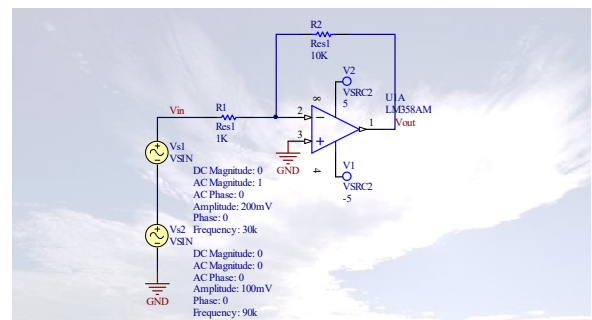 R2
Res1
10K
V2
VSRC2
5
U1A
LM358AM
Vin
R1
Res1
1K
8
2
3
1
Vout
GND
4
V1
VSRC2
-5
Vs1
VSIN
DC Magnitude: 0
AC Magnitude: 1
AC Phase: 0
Amplitude: 200mV
Phase: 0
Frequency: 30k
Vs2
VSIN
DC Magnitude: 0
AC Magnitude: 0
AC Phase: 0
Amplitude: 100mV
Phase: 0
Frequency: 90k
GND